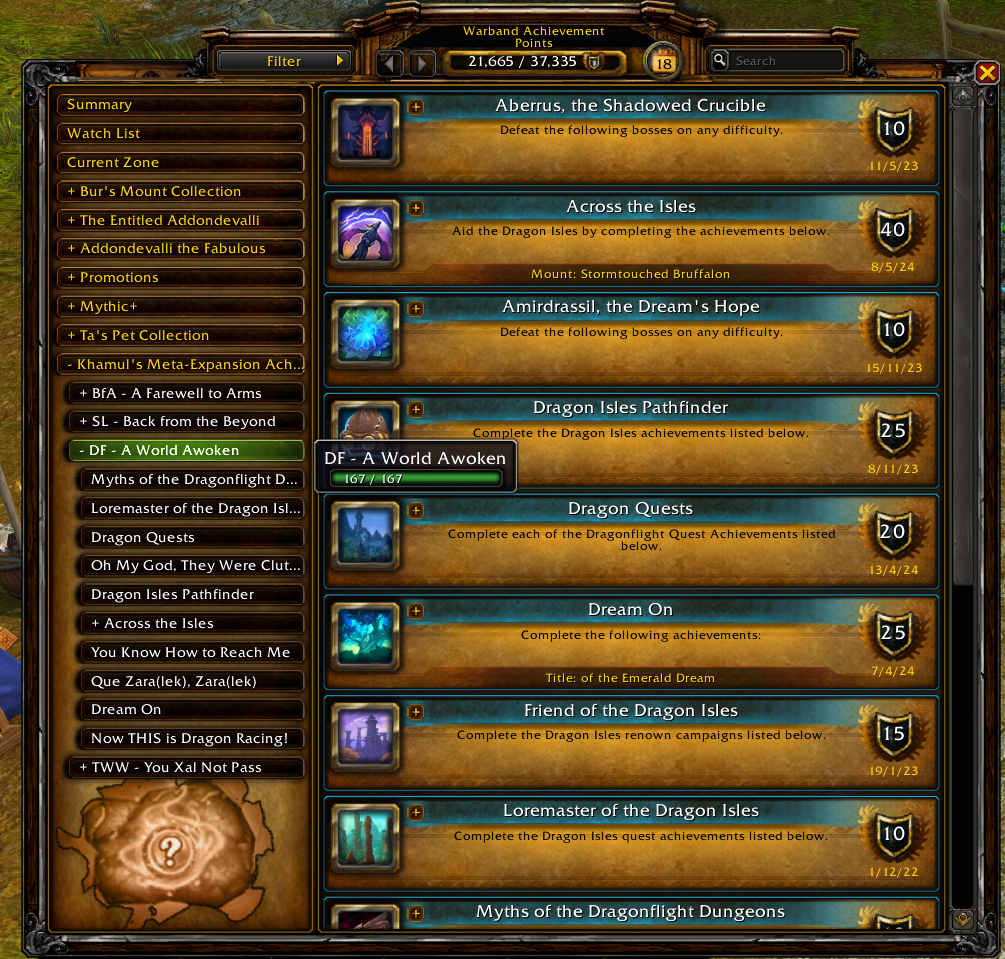 Warband Achievement
Points
Filter
21,665 / 37,335
18
Search
Summary
Watch List
Current Zone
+ Bur's Mount Collection
+ The Entitled Addondevalli
+ Addondevalli the Fabulous
+ Promotions
+ Mythic+
+ Ta's Pet Collection
- Khamul's Meta-Expansion Ach...
+ BfA - A Farewell to Arms
+ SL - Back from the Beyond
- DF - A World Awoken
Myths of the Dragonflight D...
Loremaster of the Dragon Isl...
Dragon Quests
Oh My God, They Were Clut...
Dragon Isles Pathfinder
+ Across the Isles
You Know How to Reach Me
Que Zara(lek), Zara(lek)
Dream On
Now THIS is Dragon Racing!
+ TWW - You Xal Not Pass
?
Aberrus, the Shadowed Crucible
Defeat the following bosses on any difficulty.
10
11/5/23
Across the Isles
Aid the Dragon Isles by completing the achievements below.
40
8/5/24
Mount: Stormtouched Bruffalon
Amirdrassil, the Dream's Hope
Defeat the following bosses on any difficulty.
10
15/11/23
Dragon Isles Pathfinder
Complete the Dragon Isles achievements listed below.
25
8/11/23
DF - A World Awoken
167 / 167
Dragon Quests
Complete each of the Dragonflight Quest Achievements listed
below.
20
13/4/24
Dream On
Complete the following achievements:
25
7/4/24
Title: of the Emerald Dream
Friend of the Dragon Isles
Complete the Dragon Isles renown campaigns listed below.
15
19/1/23
Loremaster of the Dragon Isles
Complete the Dragon Isles quest achievements listed below.
10
1/12/22
Myths of the Dragonflight Dungeons